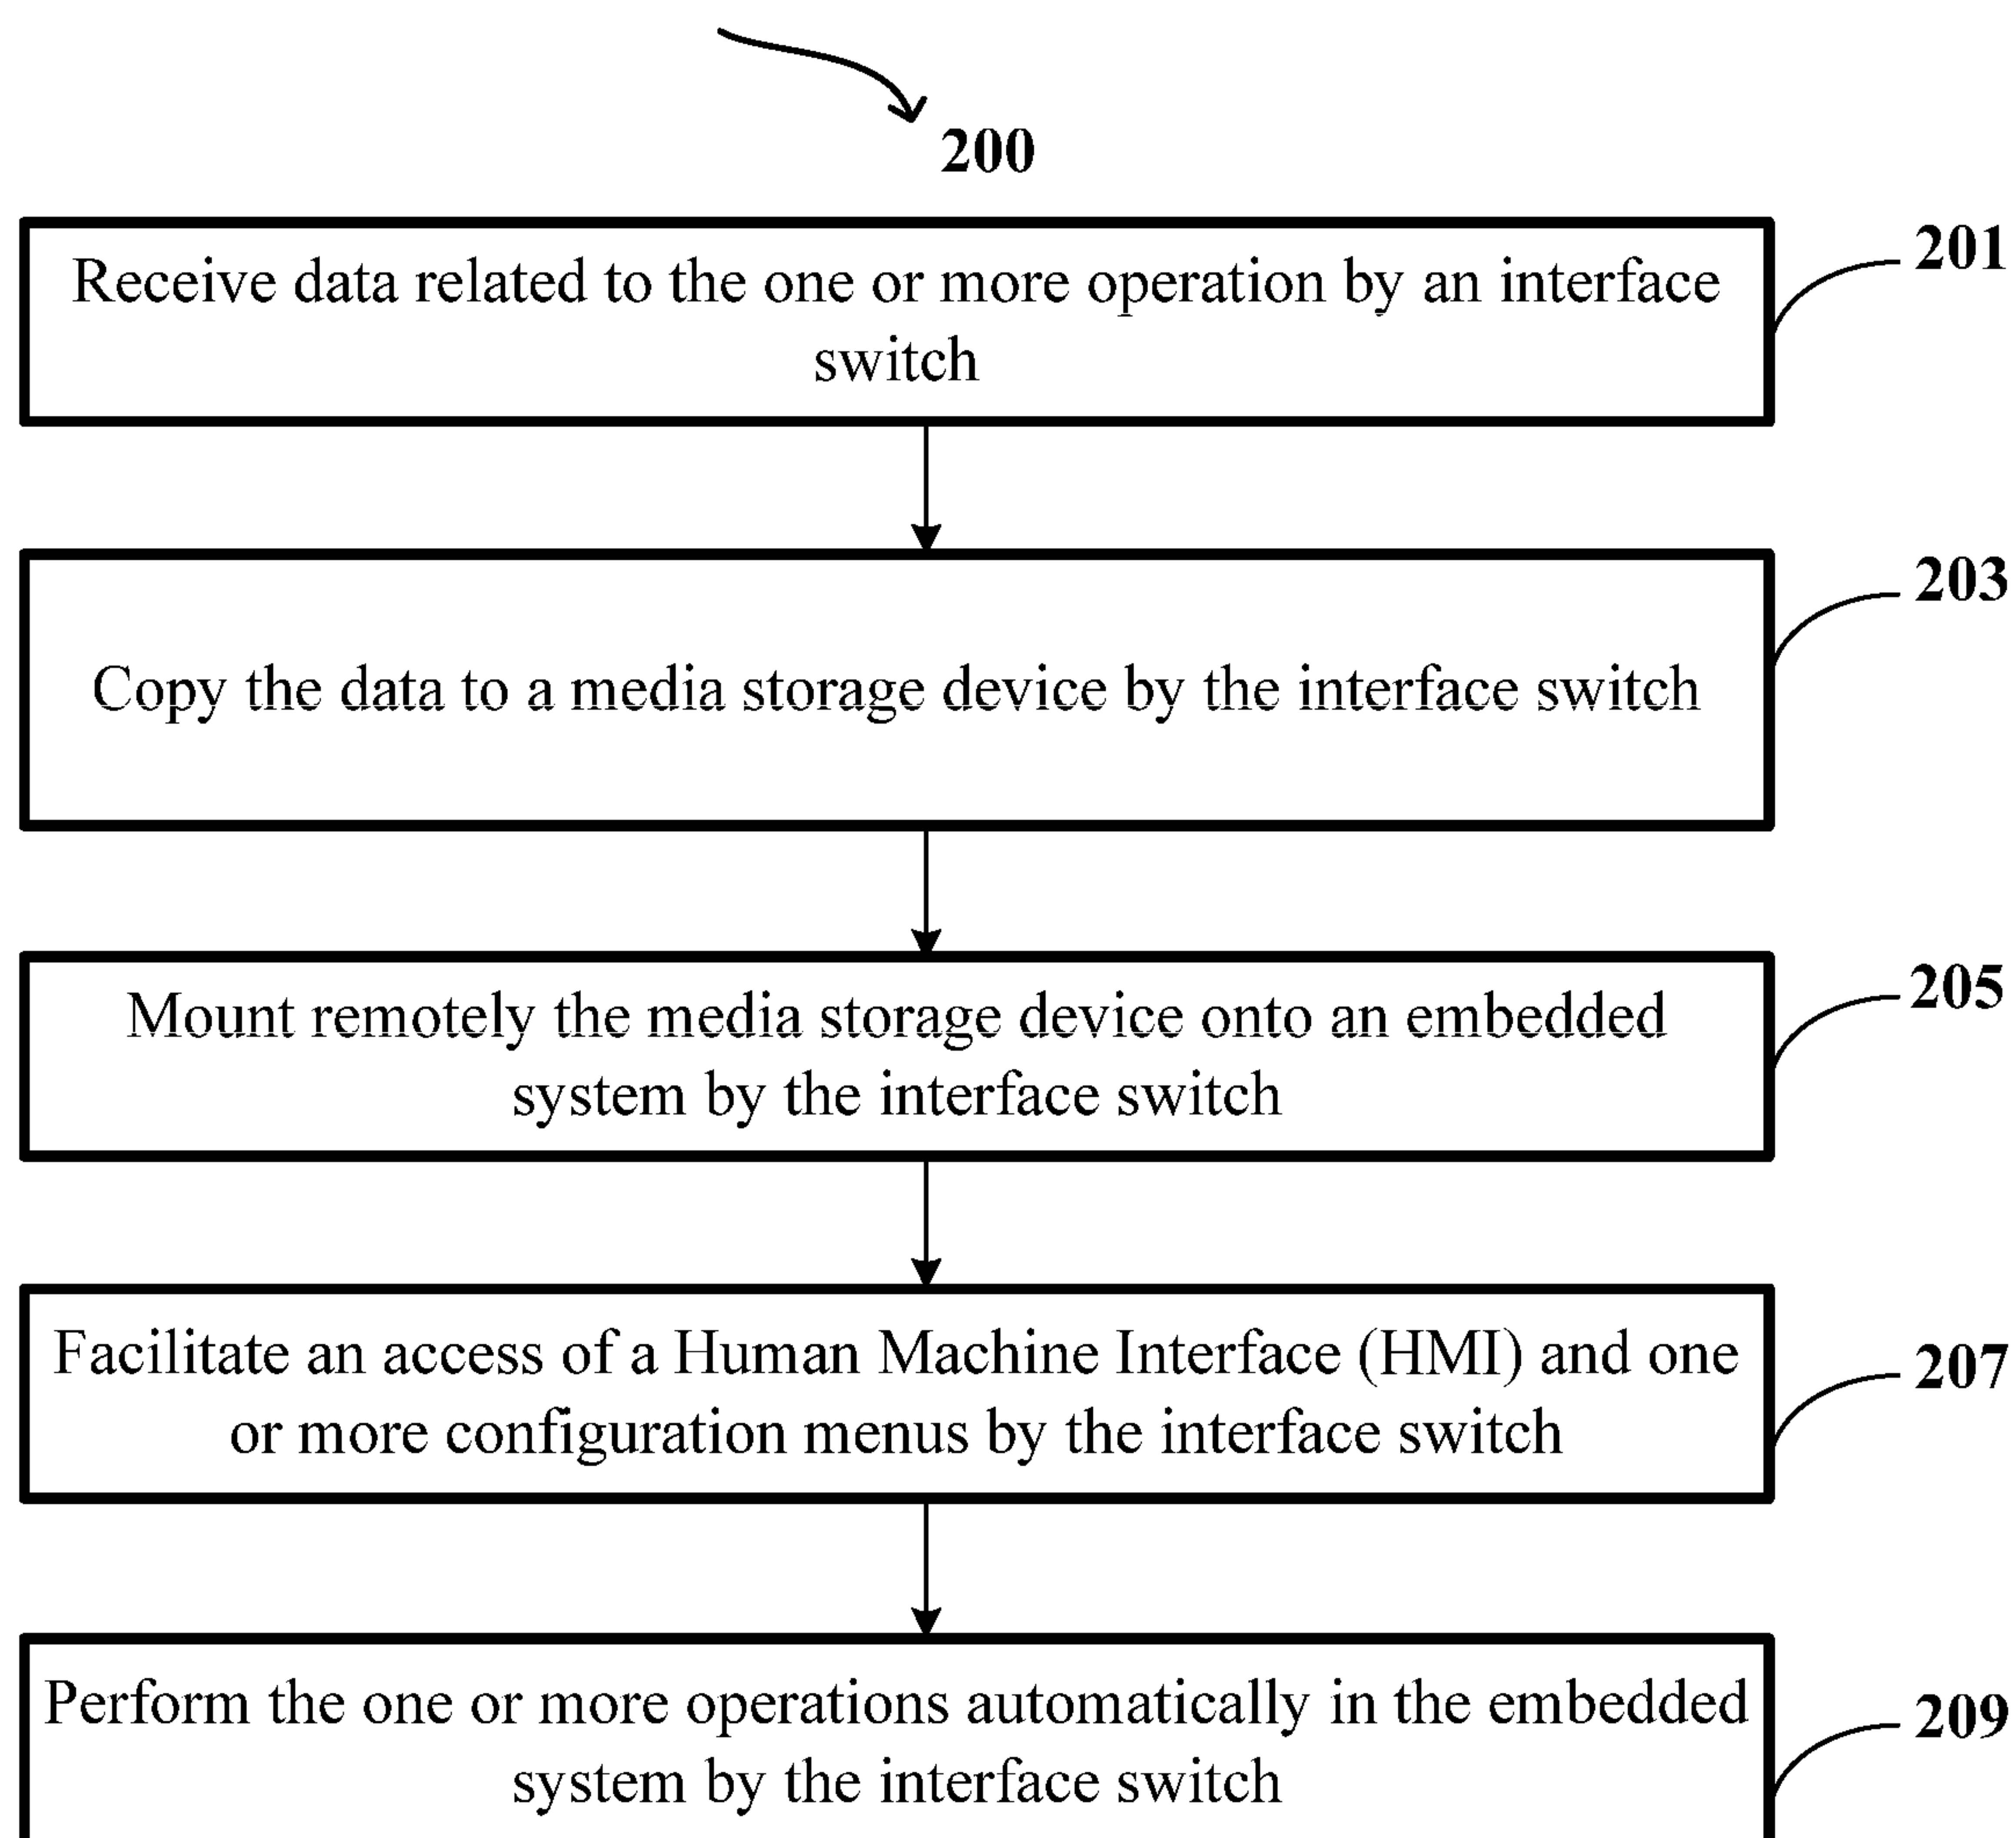 200
Receive data related to the one or more operation by an interface
switch
201
Copy the data to a media storage device by the interface switch
203
Mount remotely the media storage device onto an embedded
system by the interface switch
205
Facilitate an access of a Human Machine Interface (HMI) and one
or more configuration menus by the interface switch
207
Perform the one or more operations automatically in the embedded
system by the interface switch
209